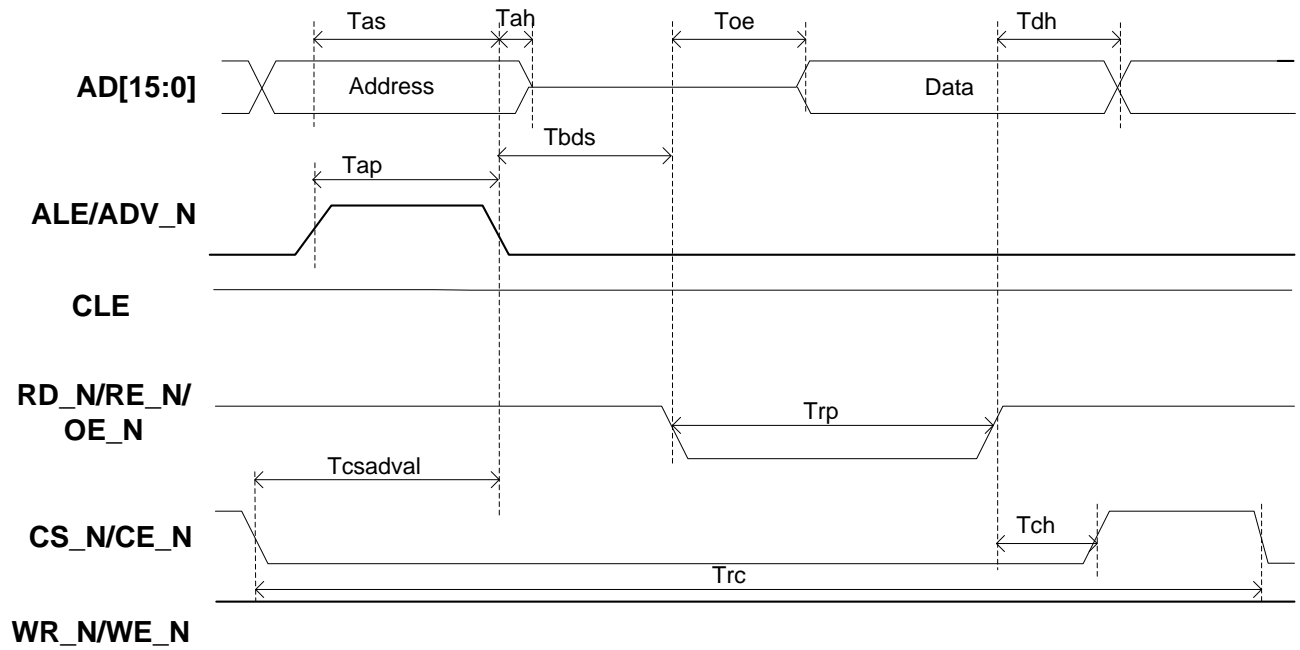 Tas
Tah
Toe
Tdh
AD[15:0]
Address
Data
Tbds
Tap
ALE/ADV_N
CLE
RD_N/RE_N/
OE_N
Trp
Tcsadval
CS_N/CE_N
Tch
Trc
WR_N/WE_N